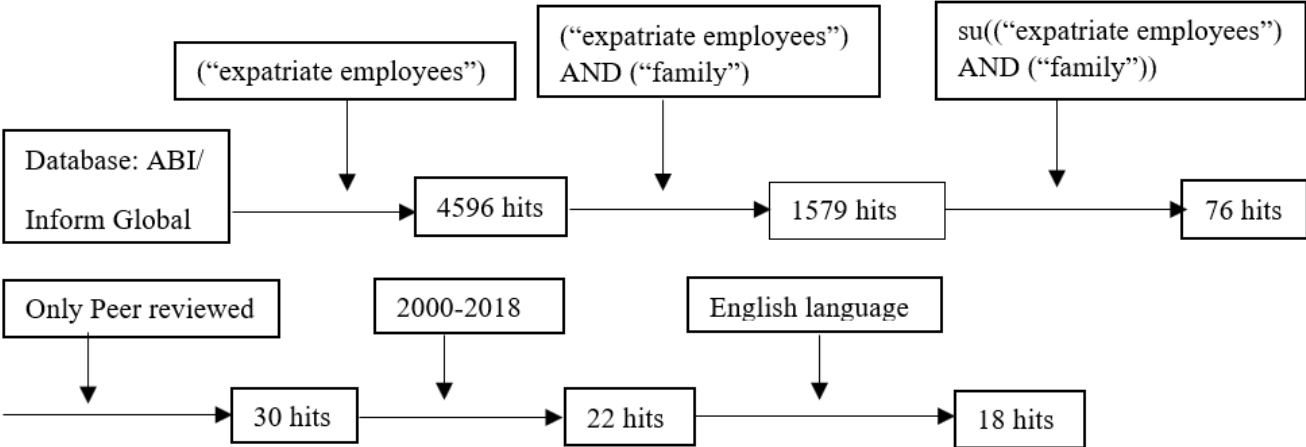 (“expatriate employees”)
(“expatriate employees”)
AND (“family”)
su((“expatriate employees”)
AND (“family”))
Database: ABI/
Inform Global
4596 hits
1579 hits
76 hits
Only Peer reviewed
2000-2018
English language
30 hits
22 hits
18 hits